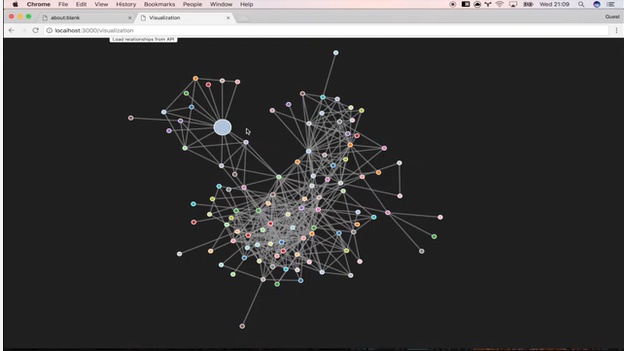 Chrome File Edit View History Bookmarks People Window Help Wed 21:09
about:blank Visualization Guest
localhost:3000/visualization
Load relationships from API